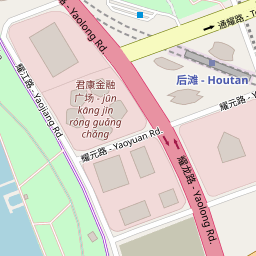 耀龙路 - Yaolong Rd.
通耀路 - T
后滩 - Houtan
君康金融
广场 - jūn
kāng jīn
róng guǎng
chǎng
耀江路 - Yaojiang Rd.
耀元路 - Yaoyuan Rd.
耀元路
耀龙路 - Yaolong Rd.